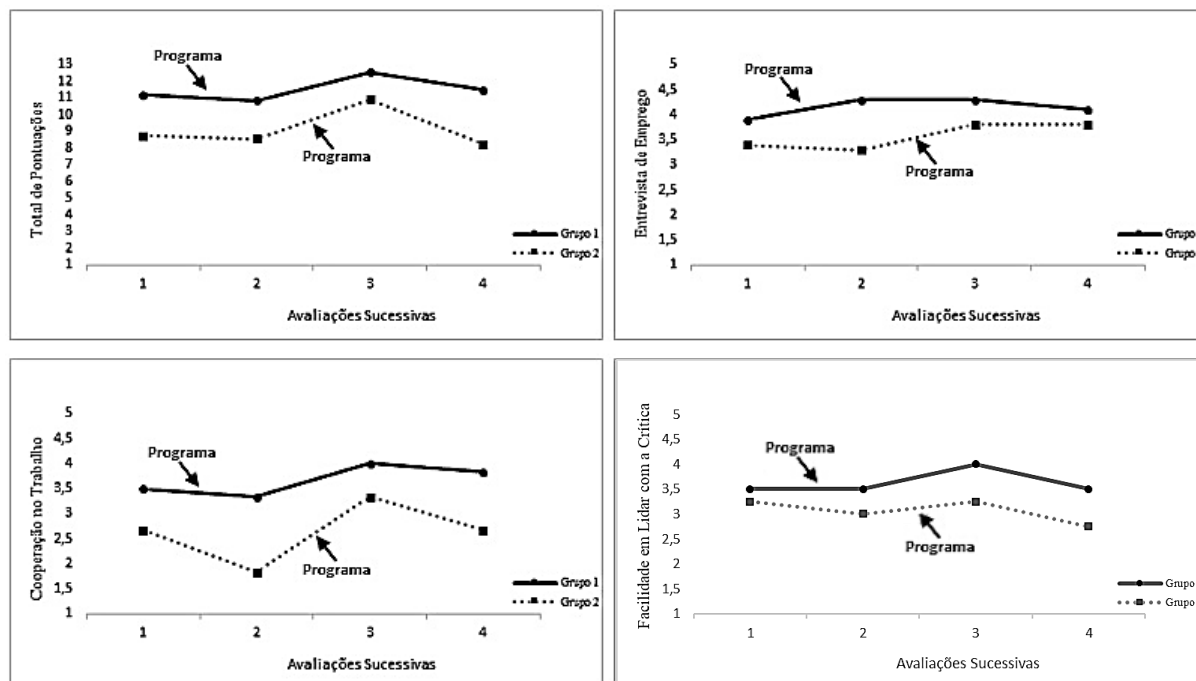 Total de Pontuações
13
12
11
10
9
8
7
6
5
4
3
2
1
Programa
Programa
Grupo 1
Grupo 2
1 2 3 4
Avaliações Sucessivas
Entrevista de Emprego
5
4,5
4
3,5
3
2,5
2
1,5
1
Programa
Programa
Grupo
Grupo
1 2 3 4
Avaliações Sucessivas
Cooperação no Trabalho
5
4,5
4
3,5
3
2,5
2
1,5
1
Programa
Programa
Grupo 1
Grupo 2
1 2 3 4
Avaliações Sucessivas
Facilidade em Lidar com a Crítica
5
4,5
4
3,5
3
2,5
2
1,5
1
Programa
Programa
Grupo
Grupo
1 2 3 4
Avaliações Sucessivas